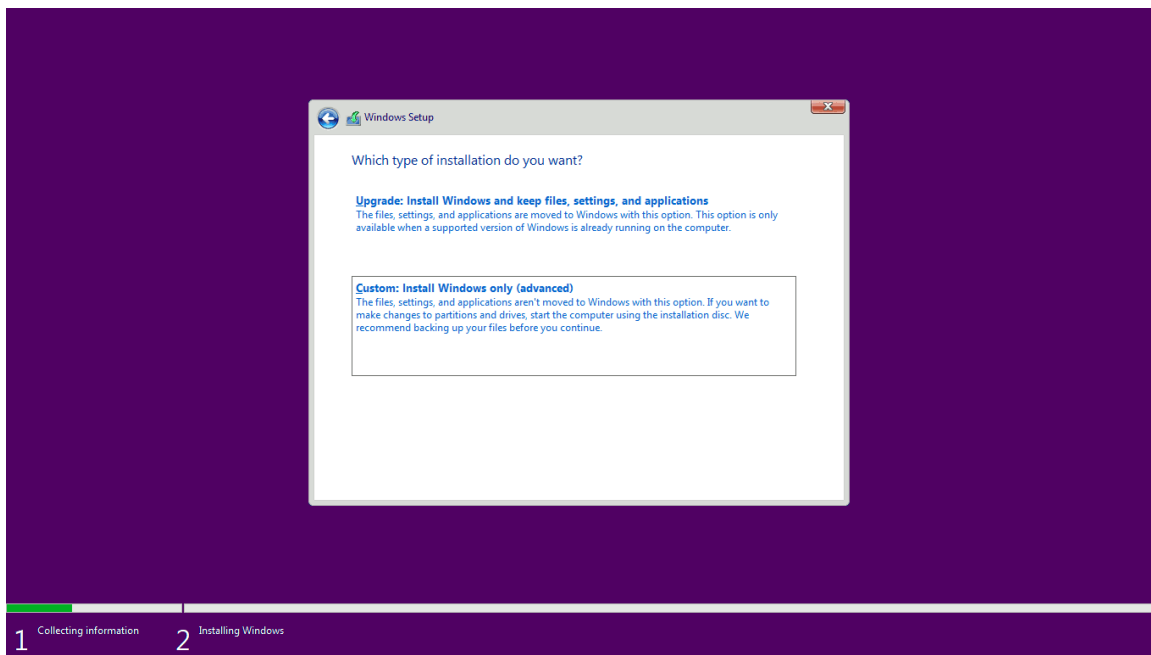 Windows Setup
Which type of installation do you want?
Upgrade: Install Windows and keep files, settings, and applications
The files, settings, and applications are moved to Windows with this option. This option is only
available when a supported version of Windows is already running on the computer.
Custom: Install Windows only (advanced)
The files, settings, and applications aren't moved to Windows with this option. If you want to
make changes to partitions and drives, start the computer using the installation disc. We
recommend backing up your files before you continue.
1 Collecting information 2 Installing Windows